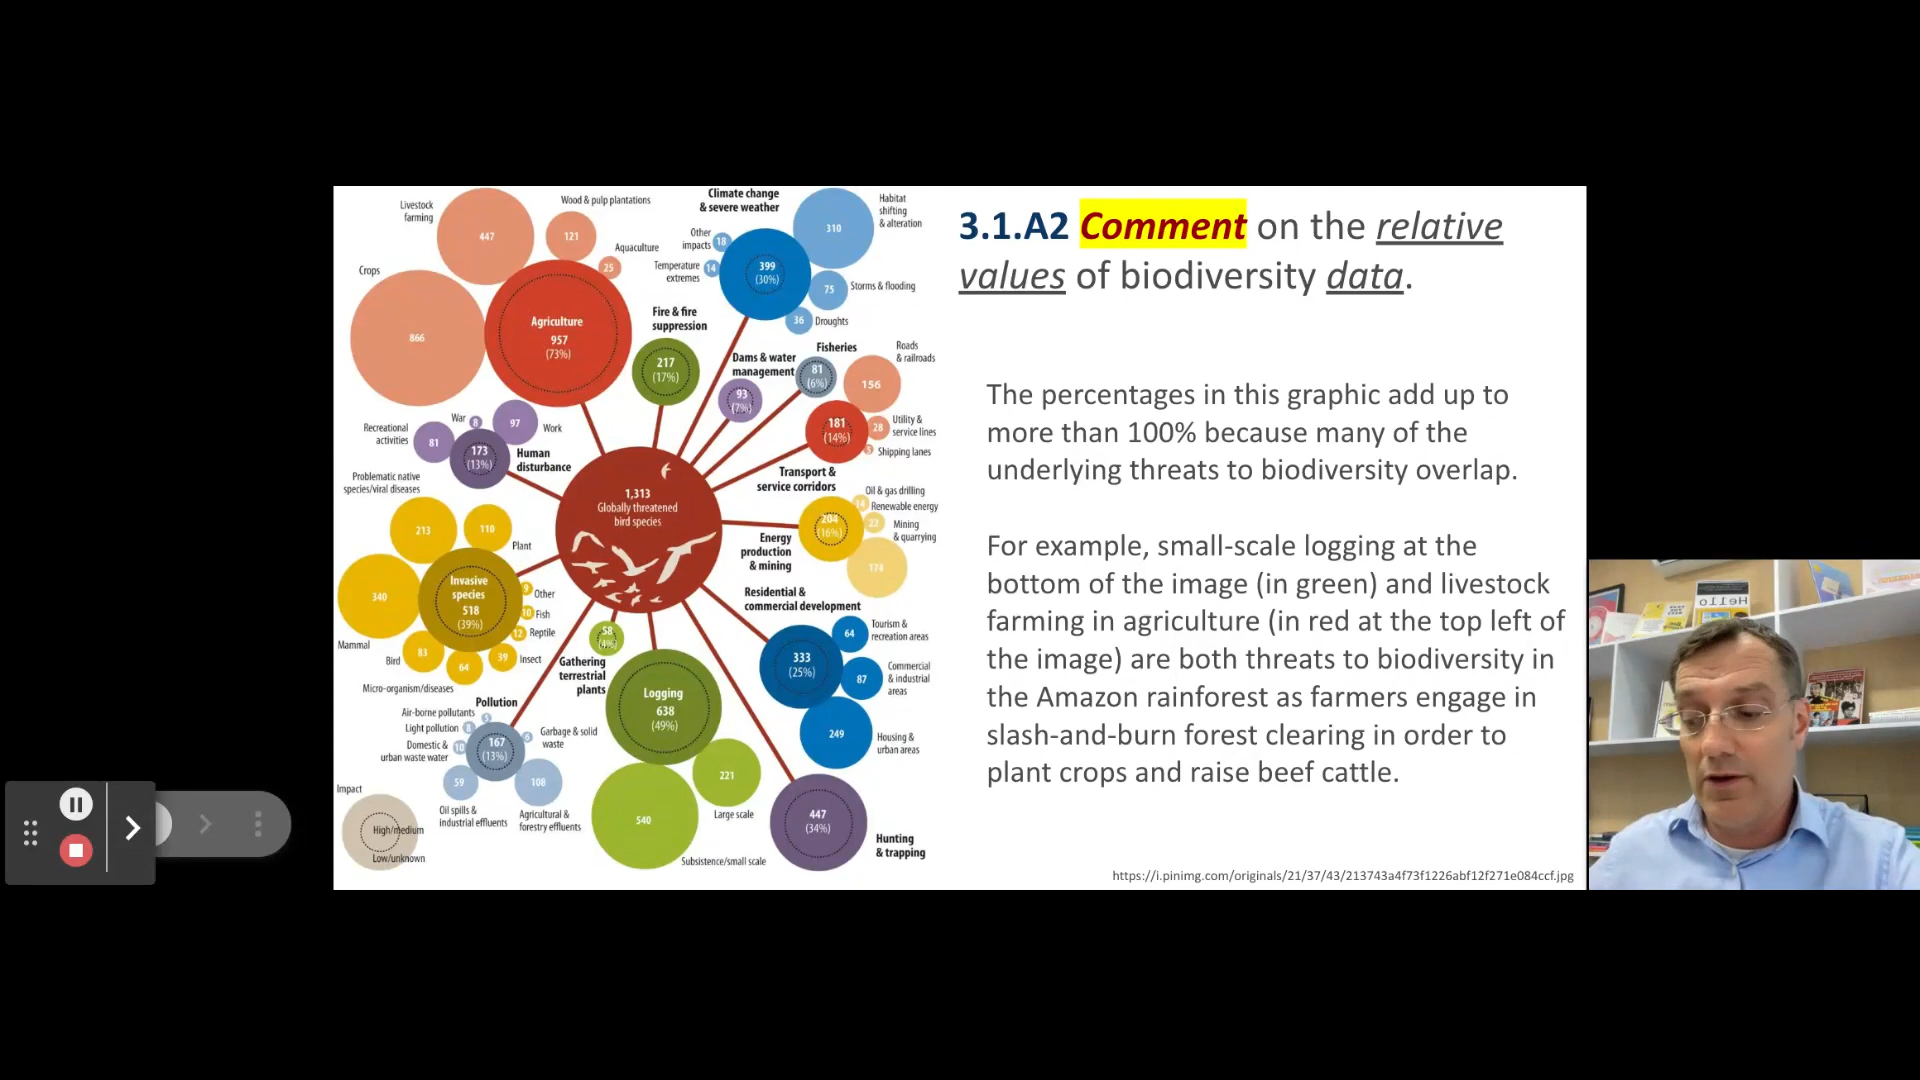 Climate change
& severe weather
Habitat
shifting
& alteration
310
Other
impacts
18
Temperature
extremes
14
399
(30%)
75
Storms & flooding
36
Droughts
Livestock
farming
447
Wood & pulp plantations
121
Aquaculture
25
Crops
866
Agriculture
957
(73%)
Fire & fire
suppression
217
(17%)
Dams & water
management
93
(7%)
Fisheries
81
(6%)
Roads
& railroads
156
181
(14%)
28
Utility &
service lines
Shipping lanes
Transport &
service corridors
War
8
97
Work
Recreational
activities
81
173
(13%)
Human
disturbance
1,313
Globally threatened
bird species
Oil & gas drilling
14
Renewable energy
22
Mining
& quarrying
174
204
(16%)
Energy
production
& mining
Problematic native
species/viral diseases
213
110
Plant
340
Mammal
Invasive
species
518
(39%)
9
Other
10
Fish
12
Reptile
39
Insect
83
Bird
64
Micro-organism/diseases
Residential &
commercial development
333
(25%)
64
Tourism &
recreation areas
87
Commercial
& industrial
areas
249
Housing &
urban areas
58
(4%)
Gathering
terrestrial
plants
Logging
638
(49%)
221
Large scale
540
Subsistence/small scale
Pollution
Air-borne pollutants
Light pollution
8
Domestic &
urban waste water
10
167
(13%)
6
Garbage & solid
waste
59
Oil spills &
industrial effluents
108
Agricultural &
forestry effluents
447
(34%)
Hunting
& trapping
Impact
High/medium
Low/unknown
3.1.A2 Comment on the relative
values of biodiversity data.
The percentages in this graphic add up to
more than 100% because many of the
underlying threats to biodiversity overlap.
For example, small-scale logging at the
bottom of the image (in green) and livestock
farming in agriculture (in red at the top left of
the image) are both threats to biodiversity in
the Amazon rainforest as farmers engage in
slash-and-burn forest clearing in order to
plant crops and raise beef cattle.
https://i.pinimg.com/originals/21/37/43/213743a4f73f1226abf12f271e084ccf.jpg
Hello